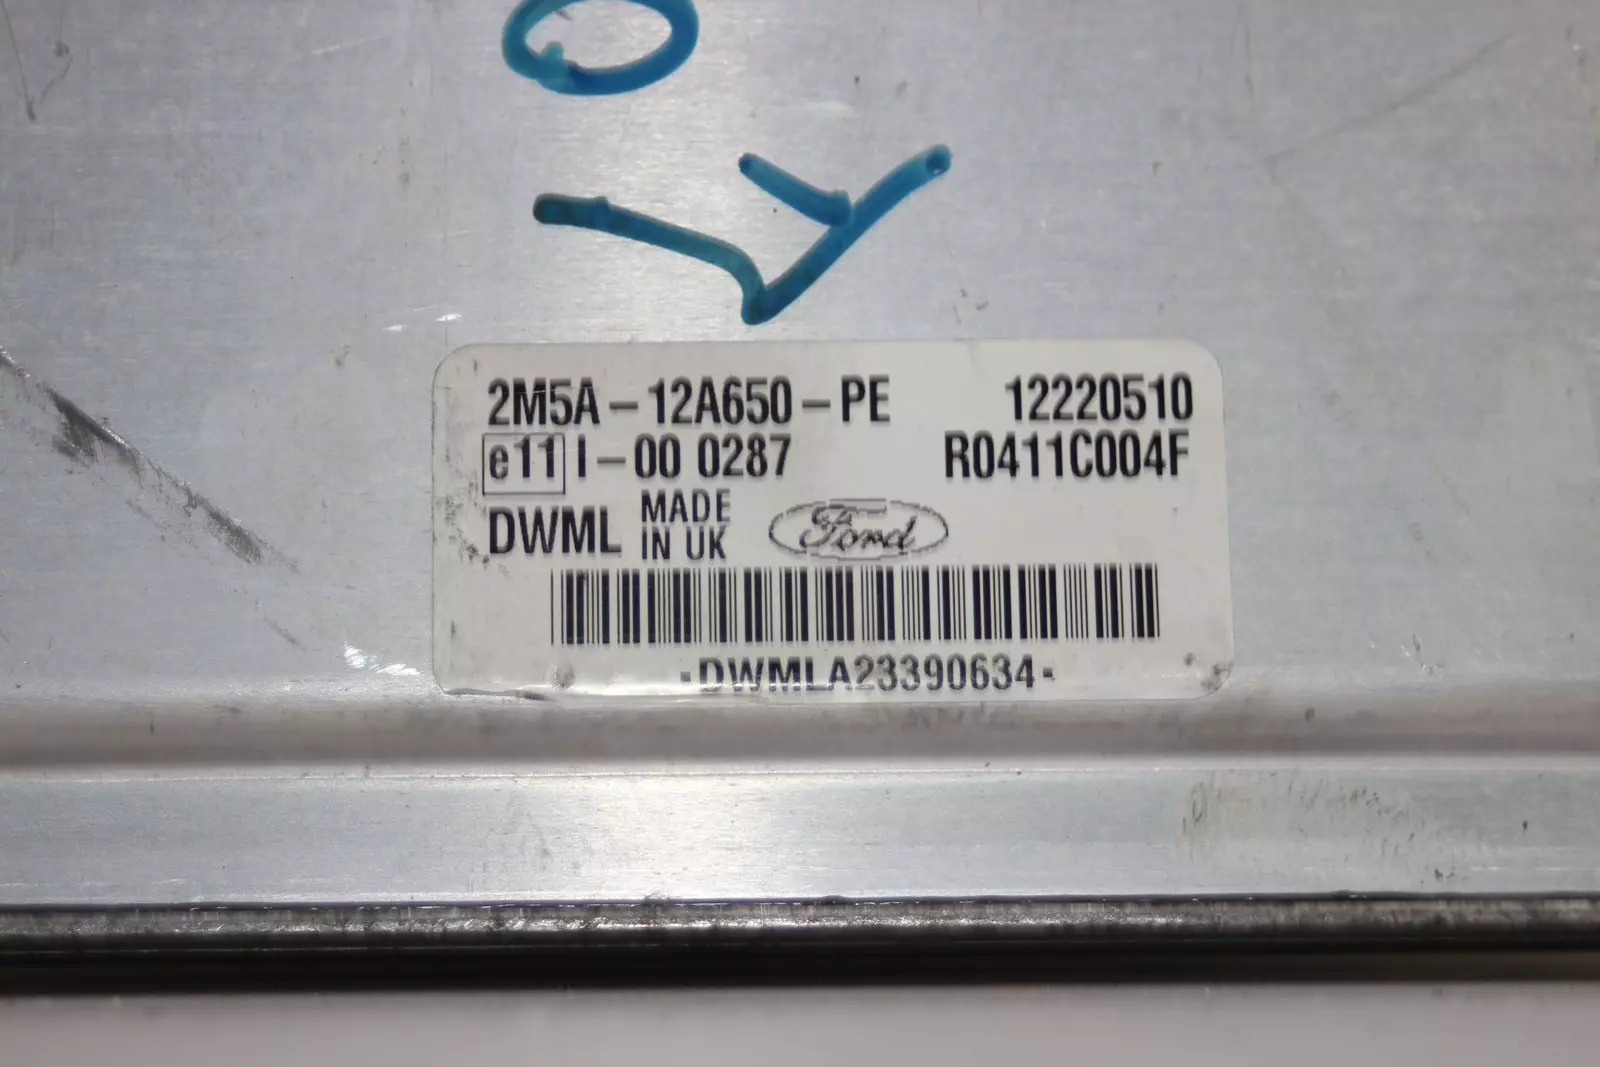 2M5A-12A650-PE 12220510
e11 I-00 0287 R0411C004F
DWML MADE IN UK Ford
-DWMLA23390634-